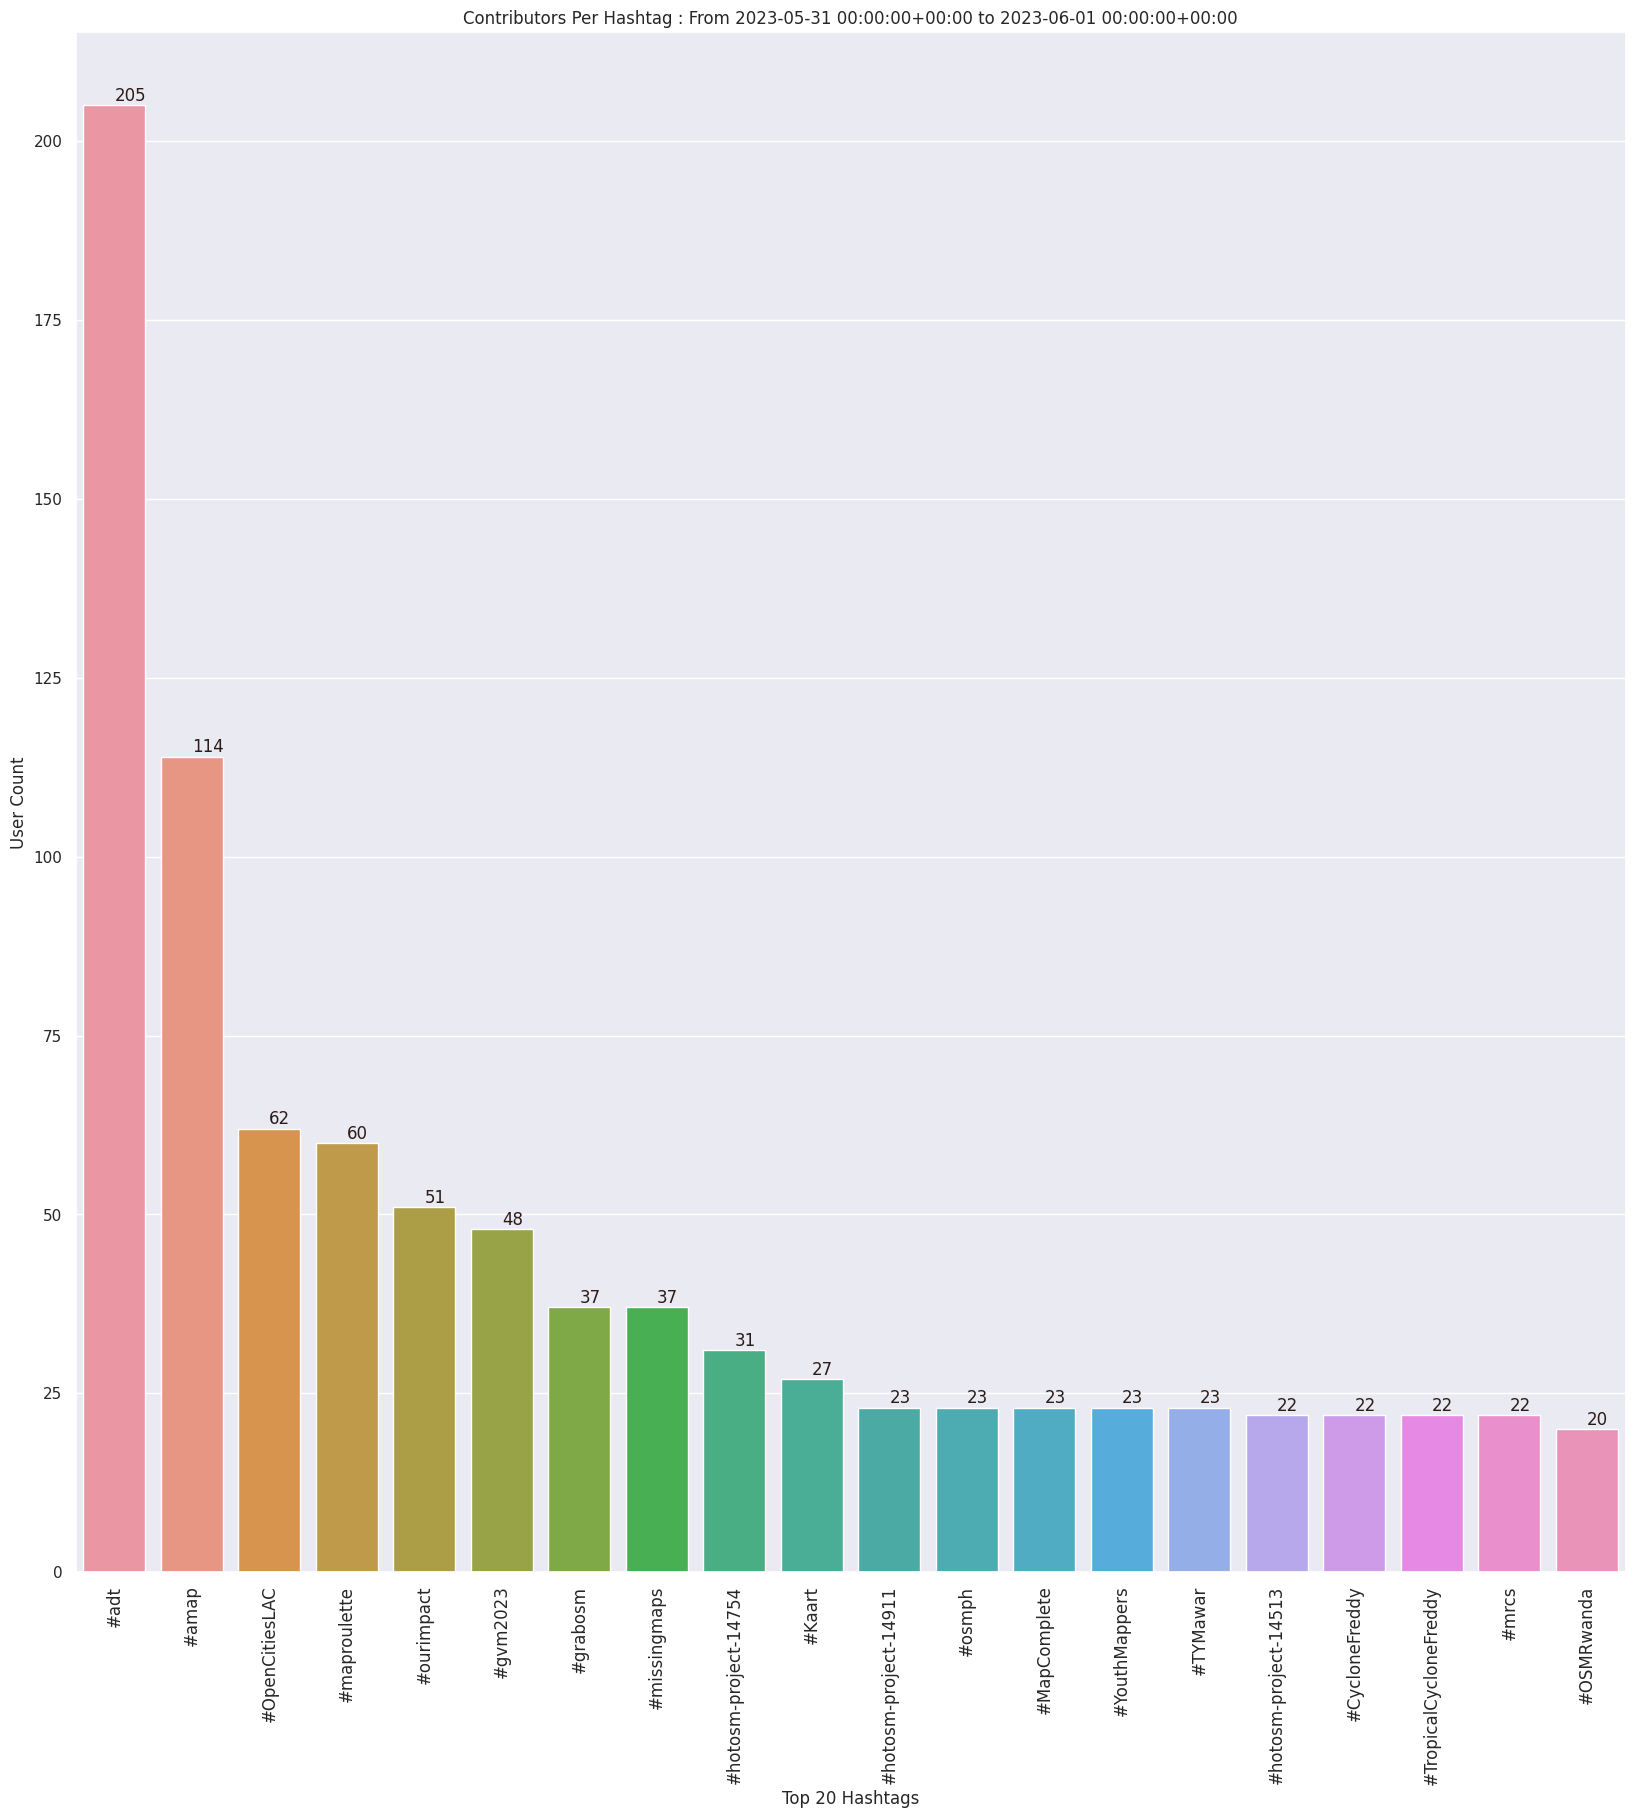 Contributors Per Hashtag : From 2023-05-31 00:00:00+00:00 to 2023-06-01 00:00:00+00:00
User Count
200
175
150
125
100
75
50
25
0
205
114
62
60
51
48
37
37
31
27
23
23
23
23
23
22
22
22
22
20
#adt
#amap
#OpenCitiesLAC
#maproulette
#ourimpact
#gvm2023
#grabosm
#missingmaps
#hotosm-project-14754
#Kaart
#hotosm-project-14911
#osmph
#MapComplete
#YouthMappers
#TYMawar
#hotosm-project-14513
#CycloneFreddy
#TropicalCycloneFreddy
#mrcs
#OSMRwanda
Top 20 Hashtags